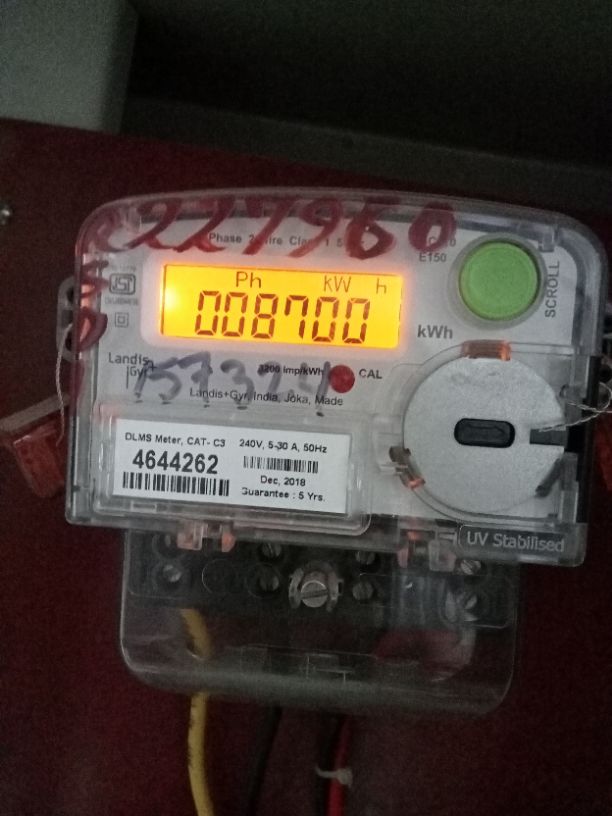 227960
Phase 2 Wire Class 1
E150
SCROLL
Ph kW h
008700
kWh
Landis
Gyr+
3200 imp/kWh CAL
157324
Landis+Gyr, India, Joka, Made
DLMS Meter, CAT- C3 240V, 5-30 A, 50Hz
4644262
Dec, 2018
Guarantee : 5 Yrs.
UV Stabilised